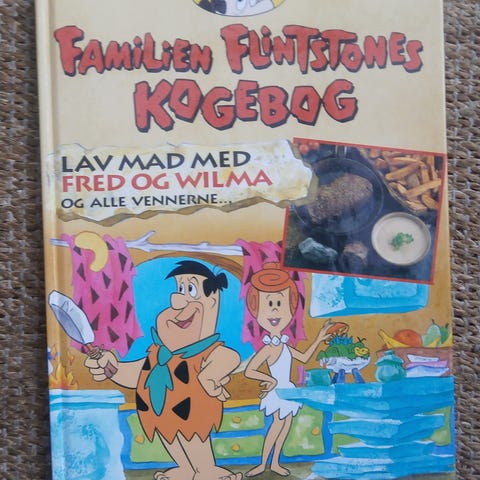 FAMILIEN FLINTSTONES
KOGEBOG
LAV MAD MED
FRED OG WILMA
OG ALLE VENNERNE...